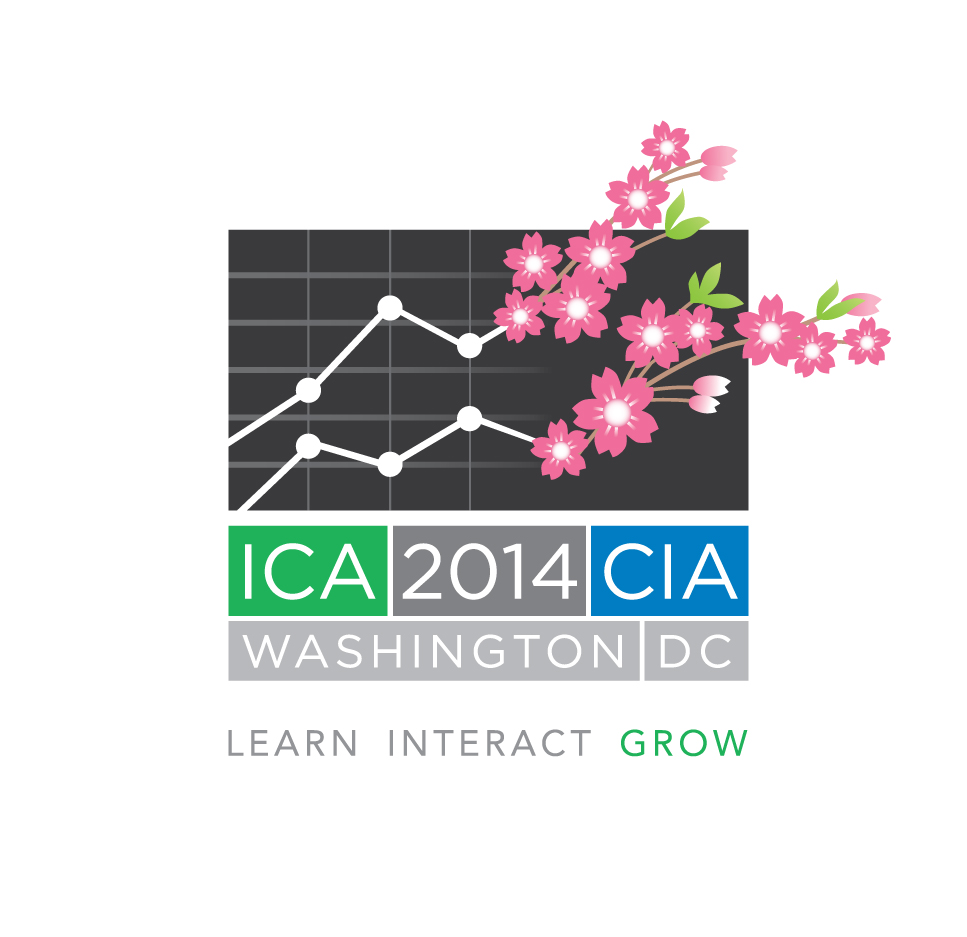 ICA 2014 CIA
WASHINGTON DC
LEARN INTERACT GROW